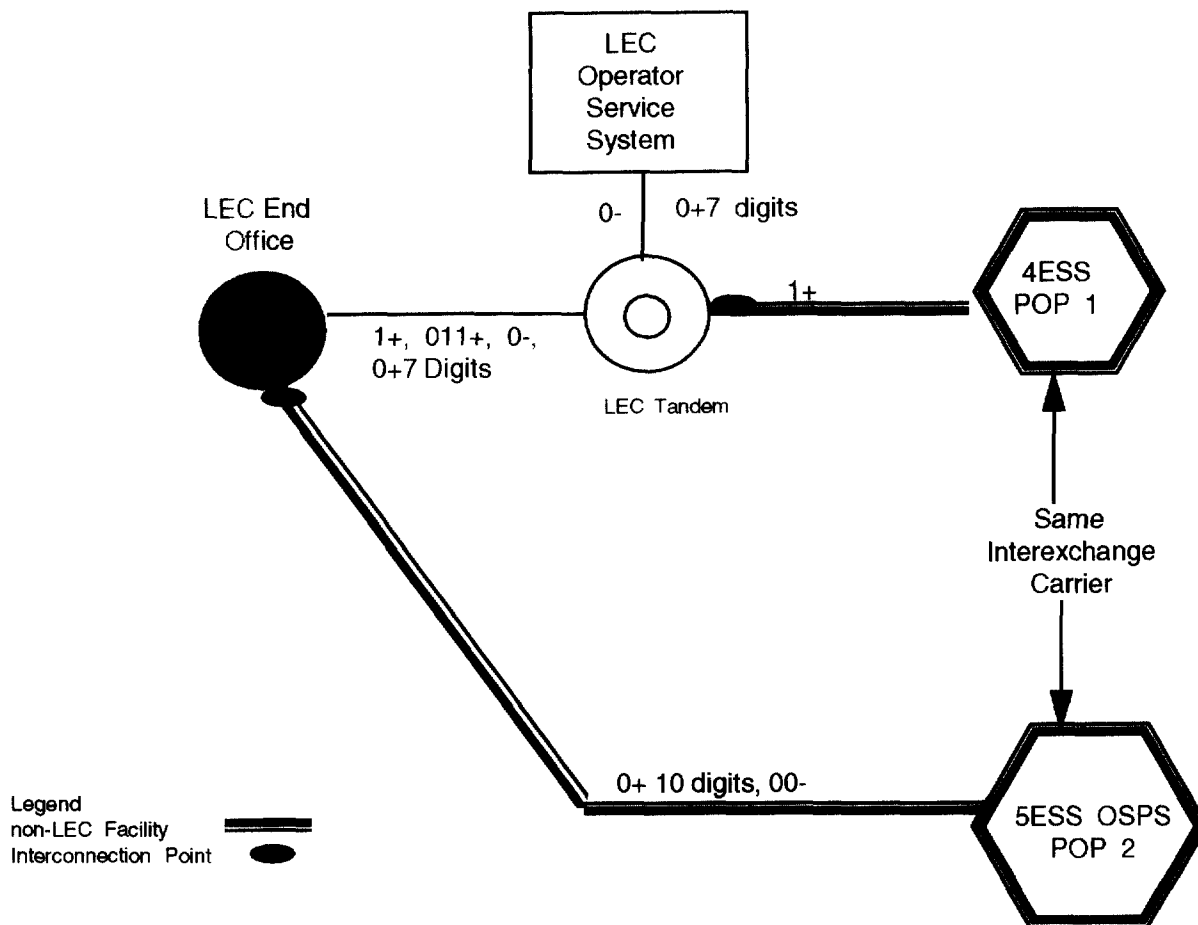 LEC
Operator
Service
System
LEC End
Office
0-
0+7 digits
4ESS
POP 1
1+
1+, 011+, 0-,
0+7 Digits
LEC Tandem
Same
Interexchange
Carrier
0+ 10 digits, 00-
5ESS OSPS
POP 2
Legend
non-LEC Facility
Interconnection Point